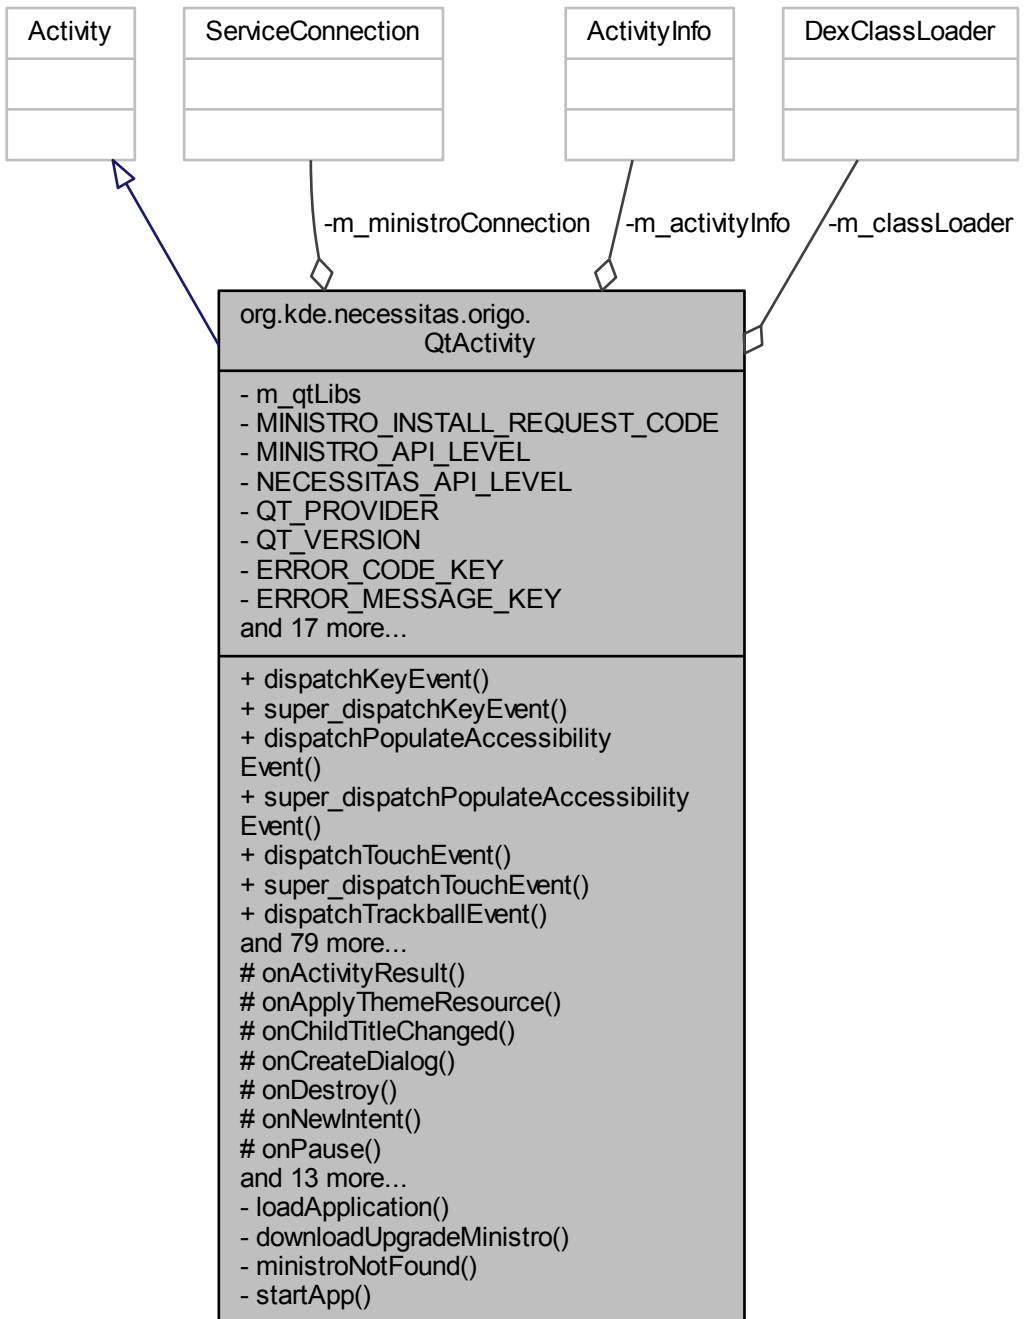 Activity
ServiceConnection
ActivityInfo
DexClassLoader
-m_ministroConnection
-m_activityInfo
-m_classLoader
org.kde.necessitas.origo.
QtActivity
- m_qtLibs
- MINISTRO_INSTALL_REQUEST_CODE
- MINISTRO_API_LEVEL
- NECESSITAS_API_LEVEL
- QT_PROVIDER
- QT_VERSION
- ERROR_CODE_KEY
- ERROR_MESSAGE_KEY
and 17 more...
+ dispatchKeyEvent()
+ super_dispatchKeyEvent()
+ dispatchPopulateAccessibility
Event()
+ super_dispatchPopulateAccessibility
Event()
+ dispatchTouchEvent()
+ super_dispatchTouchEvent()
+ dispatchTrackballEvent()
and 79 more...
# onActivityResult()
# onApplyThemeResource()
# onChildTitleChanged()
# onCreateDialog()
# onDestroy()
# onNewIntent()
# onPause()
and 13 more...
- loadApplication()
- downloadUpgradeMinistro()
- ministroNotFound()
- startApp()